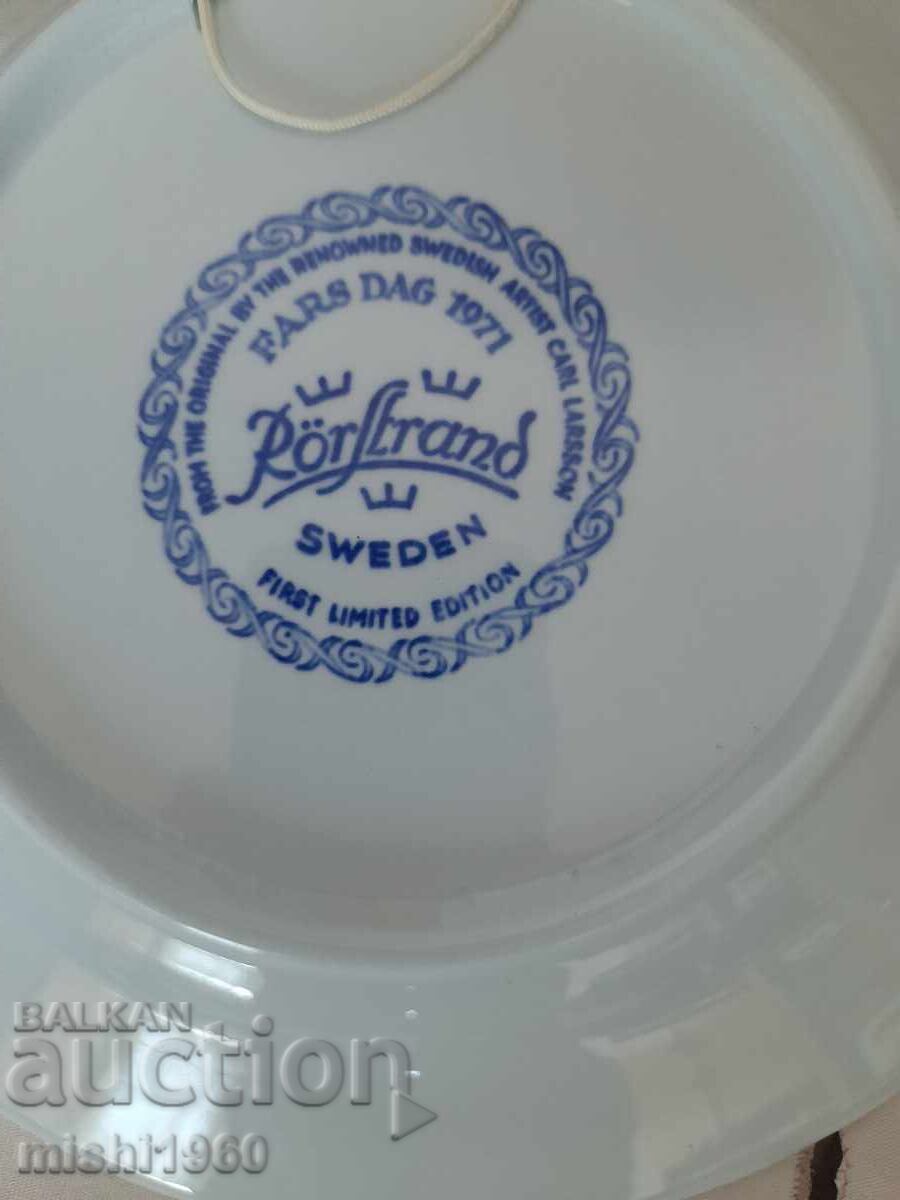 FROM THE ORIGINAL BY THE RENOWNED SWEDISH ARTIST CARL LARSSON
FARS DAG 1971
Rörstrand
SWEDEN
FIRST LIMITED EDITION
BALKAN
auction
mishi1960